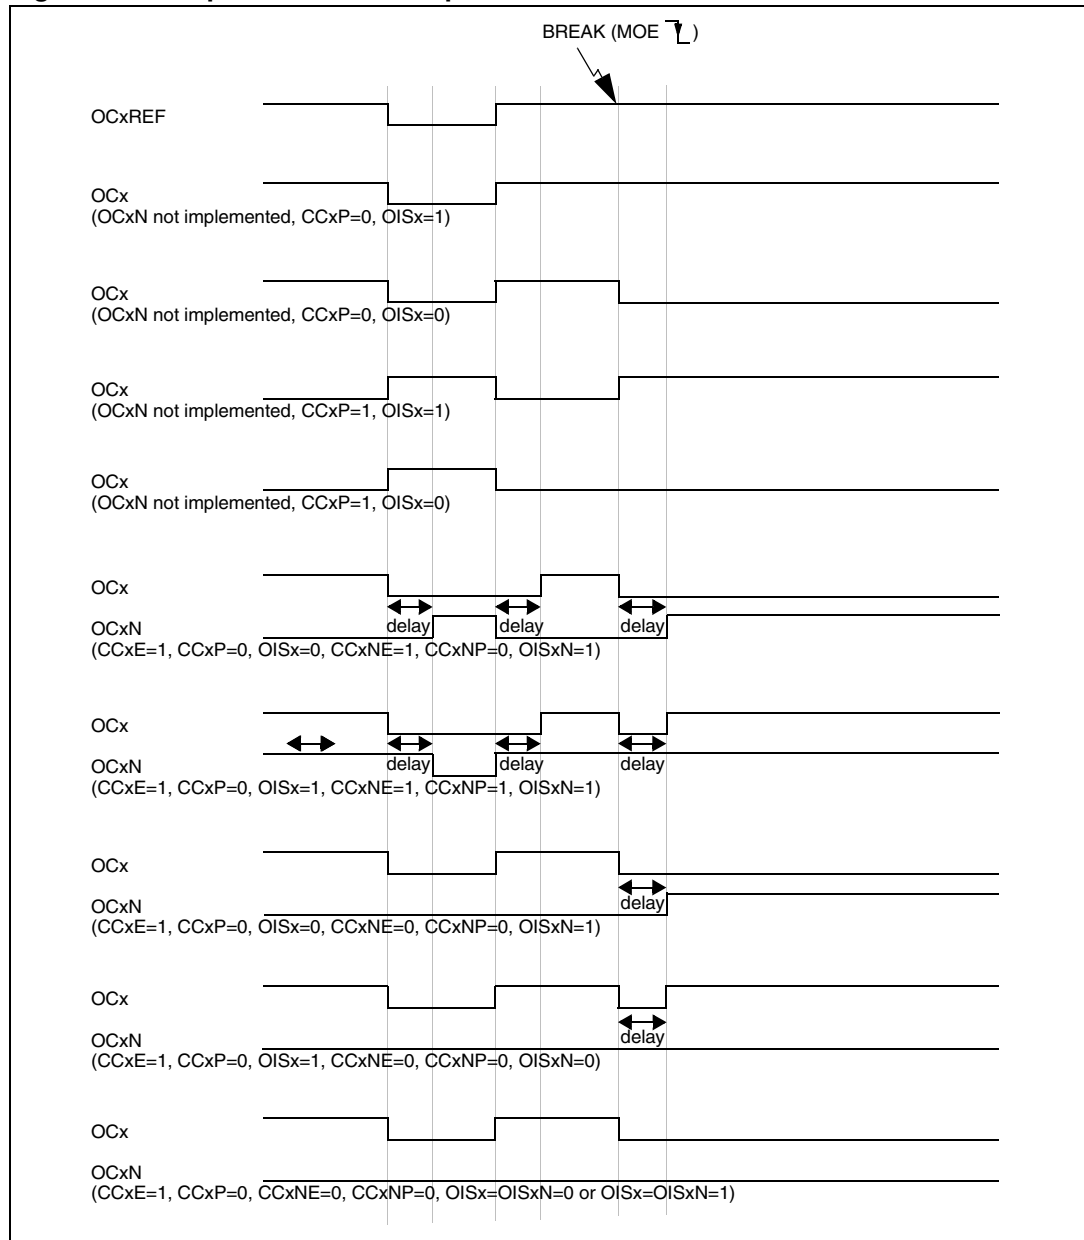 BREAK (MOE )
OCxREF
OCx
(OCxN not implemented, CCxP=0, OISx=1)
OCx
(OCxN not implemented, CCxP=0, OISx=0)
OCx
(OCxN not implemented, CCxP=1, OISx=1)
OCx
(OCxN not implemented, CCxP=1, OISx=0)
OCx
delay delay delay
OCxN
(CCxE=1, CCxP=0, OISx=0, CCxNE=1, CCxNP=0, OISxN=1)
OCx
delay delay delay
OCxN
(CCxE=1, CCxP=0, OISx=1, CCxNE=1, CCxNP=1, OISxN=1)
OCx
delay
OCxN
(CCxE=1, CCxP=0, OISx=0, CCxNE=0, CCxNP=0, OISxN=1)
OCx
delay
OCxN
(CCxE=1, CCxP=0, OISx=1, CCxNE=0, CCxNP=0, OISxN=0)
OCx
OCxN
(CCxE=1, CCxP=0, CCxNE=0, CCxNP=0, OISx=OISxN=0 or OISx=OISxN=1)